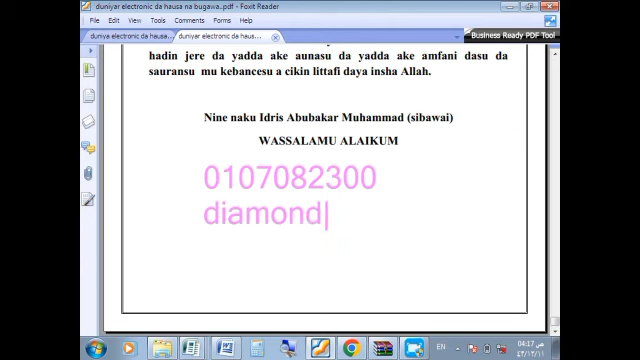 duniyar electronic da hausa na bugawa..pdf - Foxit Reader
File Edit View Tools Comments Forms Help
duniya electronic da hausa...
duniyar electronic da haus...
Business Ready PDF Tool
hadin jere da yadda ake aunasu da yadda ake amfani dasu da
sauransu mu kebancesu a cikin littafi daya insha Allah.
Nine naku Idris Abubakar Muhammad (sibawai)
WASSALAMU ALAIKUM
0107082300
diamond
EN
04:17 ص